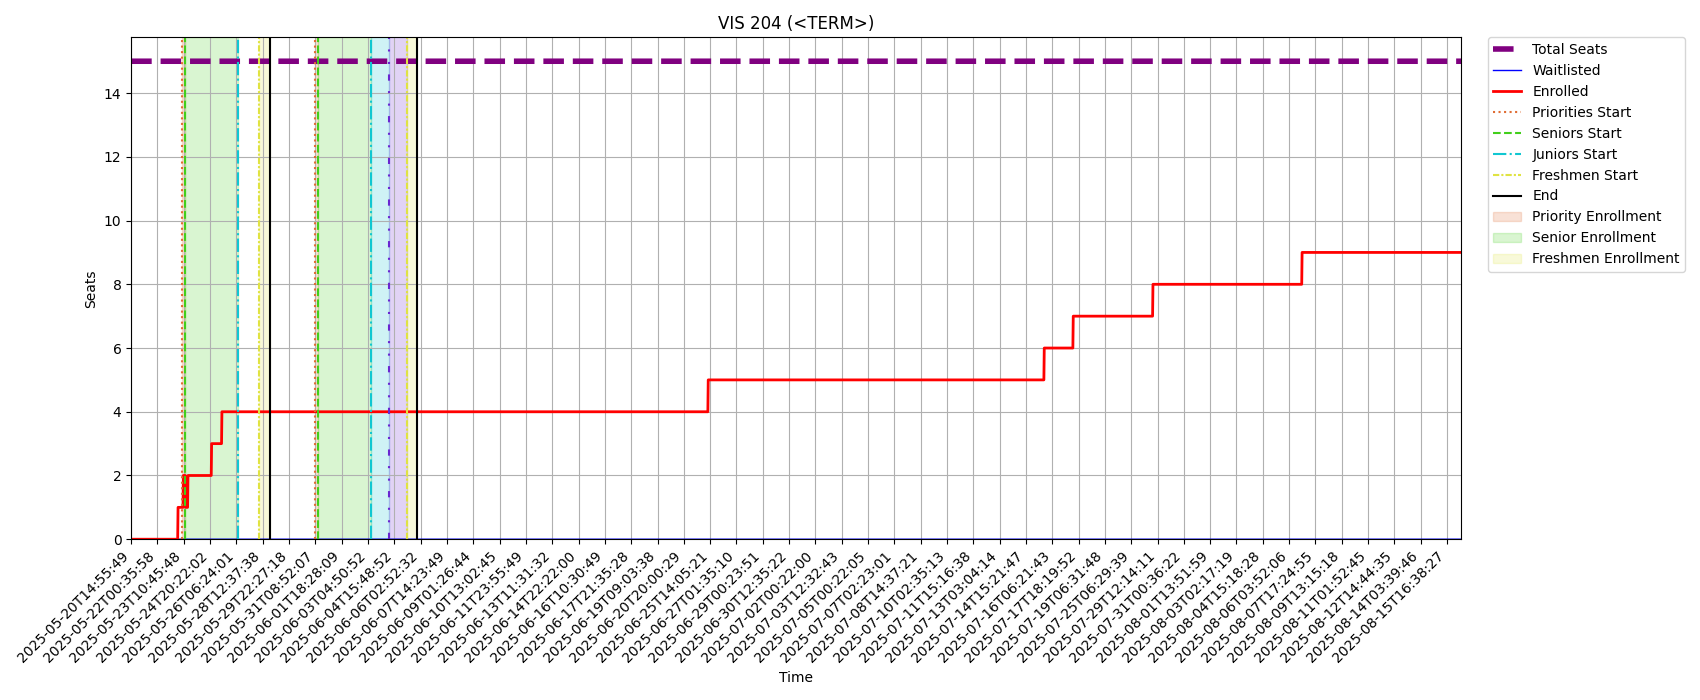 VIS 204 (<TERM>)
Total Seats
Waitlisted
Enrolled
Priorities Start
Seniors Start
Juniors Start
Freshmen Start
End
Priority Enrollment
Senior Enrollment
Freshmen Enrollment
Seats
14
12
10
8
6
4
2
0
2025-05-20T14:55:49
2025-05-22T00:35:58
2025-05-23T10:45:48
2025-05-24T20:22:02
2025-05-26T06:24:01
2025-05-28T12:37:38
2025-05-29T22:27:18
2025-05-31T08:52:07
2025-06-01T18:28:09
2025-06-03T04:50:52
2025-06-04T15:48:52
2025-06-06T02:52:32
2025-06-07T14:23:49
2025-06-09T01:26:44
2025-06-10T13:02:45
2025-06-11T23:55:49
2025-06-13T11:31:32
2025-06-14T22:22:00
2025-06-16T10:30:49
2025-06-17T21:35:28
2025-06-19T09:03:38
2025-06-20T20:00:29
2025-06-25T14:05:21
2025-06-27T01:35:10
2025-06-29T00:23:51
2025-06-30T12:35:22
2025-07-02T00:22:00
2025-07-03T12:32:43
2025-07-05T00:22:05
2025-07-07T02:23:01
2025-07-08T14:37:21
2025-07-10T02:35:13
2025-07-11T15:16:38
2025-07-13T03:04:14
2025-07-14T15:21:47
2025-07-16T06:21:43
2025-07-17T18:19:52
2025-07-19T06:31:48
2025-07-25T06:29:39
2025-07-29T12:14:11
2025-07-31T00:36:22
2025-08-01T13:51:59
2025-08-03T02:17:19
2025-08-04T15:18:28
2025-08-06T03:52:06
2025-08-07T17:24:55
2025-08-09T13:15:18
2025-08-11T01:52:45
2025-08-12T14:44:35
2025-08-14T03:39:46
2025-08-15T16:38:27
Time